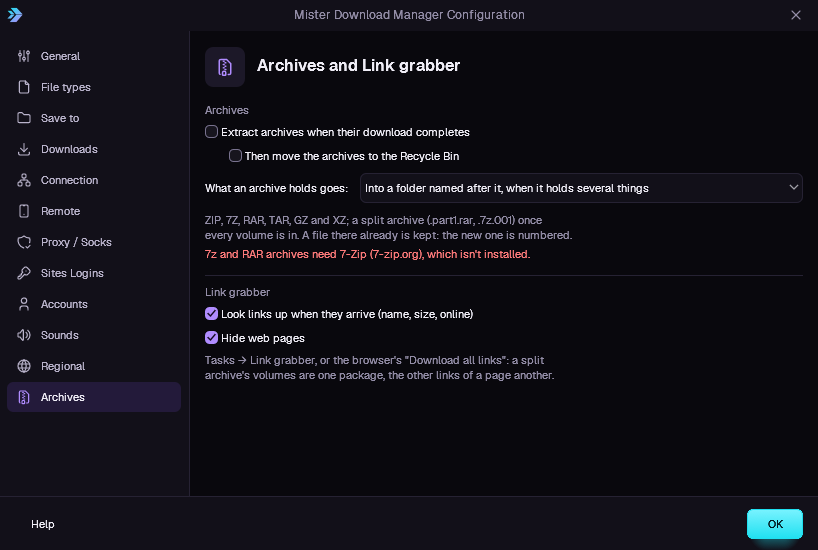 Mister Download Manager Configuration
General
File types
Save to
Downloads
Connection
Remote
Proxy / Socks
Sites Logins
Accounts
Sounds
Regional
Archives
Archives and Link grabber
Archives
Extract archives when their download completes
Then move the archives to the Recycle Bin
What an archive holds goes:
Into a folder named after it, when it holds several things
ZIP, 7Z, RAR, TAR, GZ and XZ; a split archive (.part1.rar, .7z.001) once
every volume is in. A file there already is kept: the new one is numbered.
7z and RAR archives need 7-Zip (7-zip.org), which isn't installed.
Link grabber
Look links up when they arrive (name, size, online)
Hide web pages
Tasks → Link grabber, or the browser's "Download all links": a split
archive's volumes are one package, the other links of a page another.
Help
OK